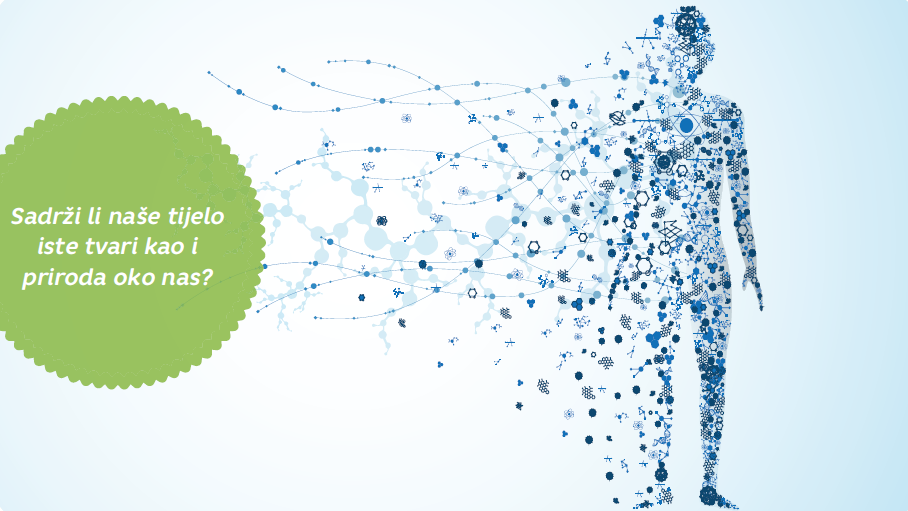 Sadrži li naše tijelo
iste tvari kao i
priroda oko nas?